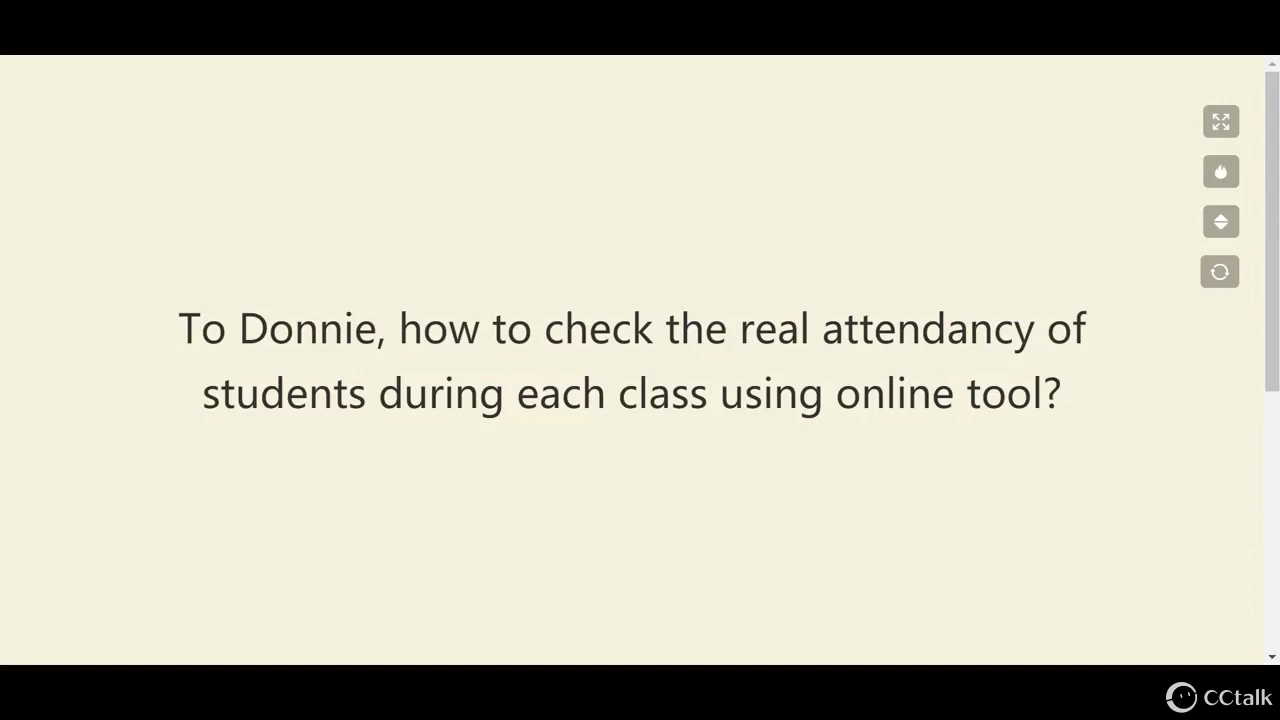 To Donnie, how to check the real attendancy of
students during each class using online tool?
CCtalk